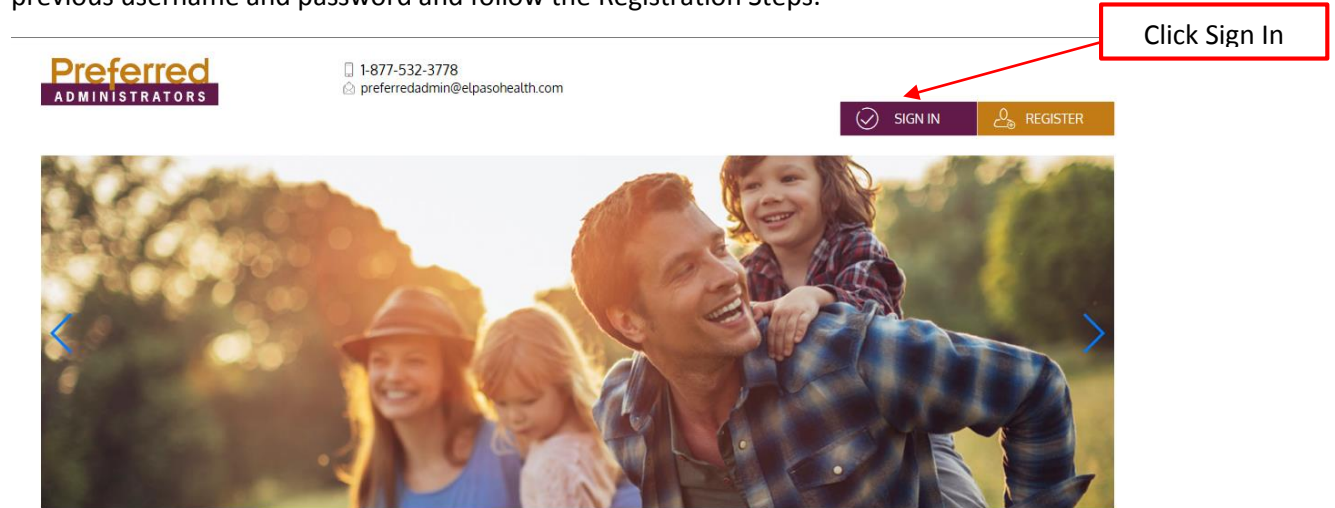 previous username and password and follow the Registration Steps.
Click Sign In
Preferred
ADMINISTRATORS
1-877-532-3778
preferredadmin@elpasohealth.com
SIGN IN
REGISTER